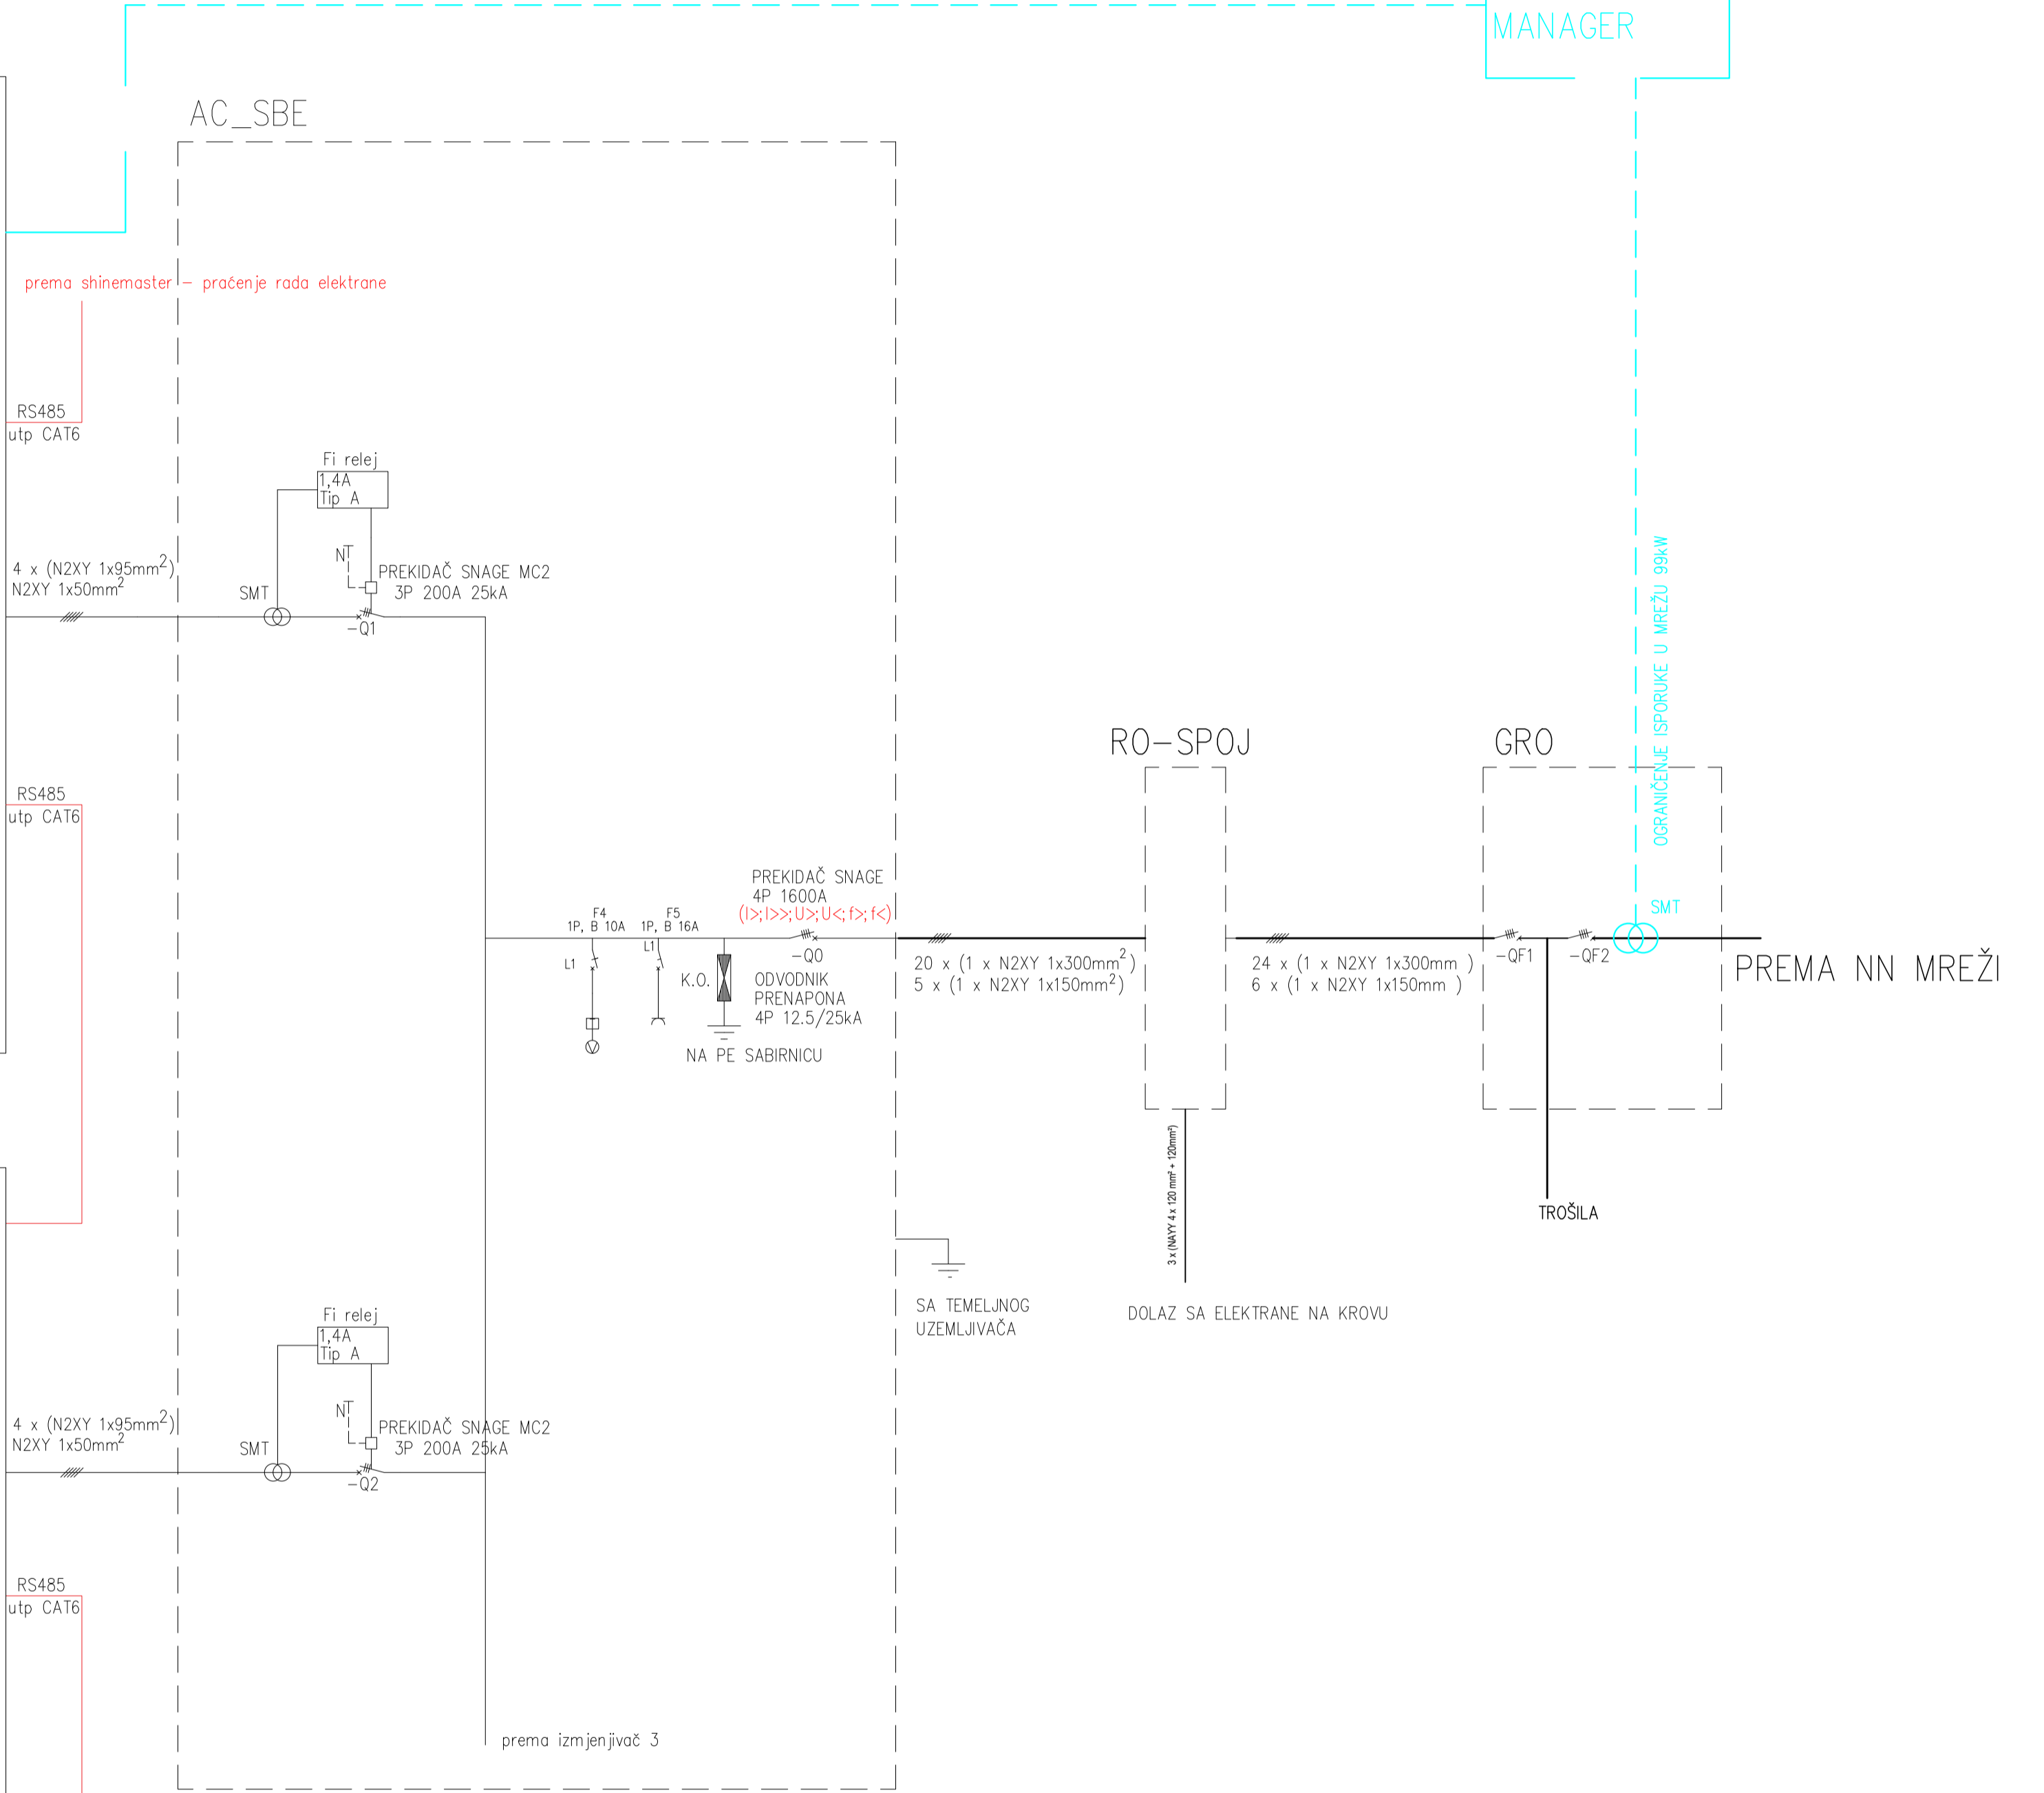 MANAGER
AC_SBE
prema shinemaster - praćenje rada elektrane
RS485
utp CAT6
Fi relej
1,4A
Tip A
NT
PREKIDAČ SNAGE MC2
3P 200A 25kA
4 x (N2XY 1x95mm²)
N2XY 1x50mm²
SMT
-Q1
OGRANIČENJE ISPORUKE U MREŽU 99kW
RO-SPOJ
GRO
RS485
utp CAT6
PREKIDAČ SNAGE
4P 1600A
(I>;I>>;U>;U<;f>;f<)
F4
1P, B 10A
F5
1P, B 16A
L1
L1
-Q0
K.O.
ODVODNIK
PRENAPONA
4P 12.5/25kA
NA PE SABIRNICU
20 x (1 x N2XY 1x300mm²)
5 x (1 x N2XY 1x150mm²)
24 x (1 x N2XY 1x300mm )
6 x (1 x N2XY 1x150mm )
-QF1
-QF2
SMT
PREMA NN MREŽI
3 x (NAYY 4 x 120 mm² + 120mm²)
TROŠILA
SA TEMELJNOG
UZEMLJIVAČA
DOLAZ SA ELEKTRANE NA KROVU
Fi relej
1,4A
Tip A
NT
PREKIDAČ SNAGE MC2
3P 200A 25kA
4 x (N2XY 1x95mm²)
N2XY 1x50mm²
SMT
-Q2
RS485
utp CAT6
prema izmjenjivač 3